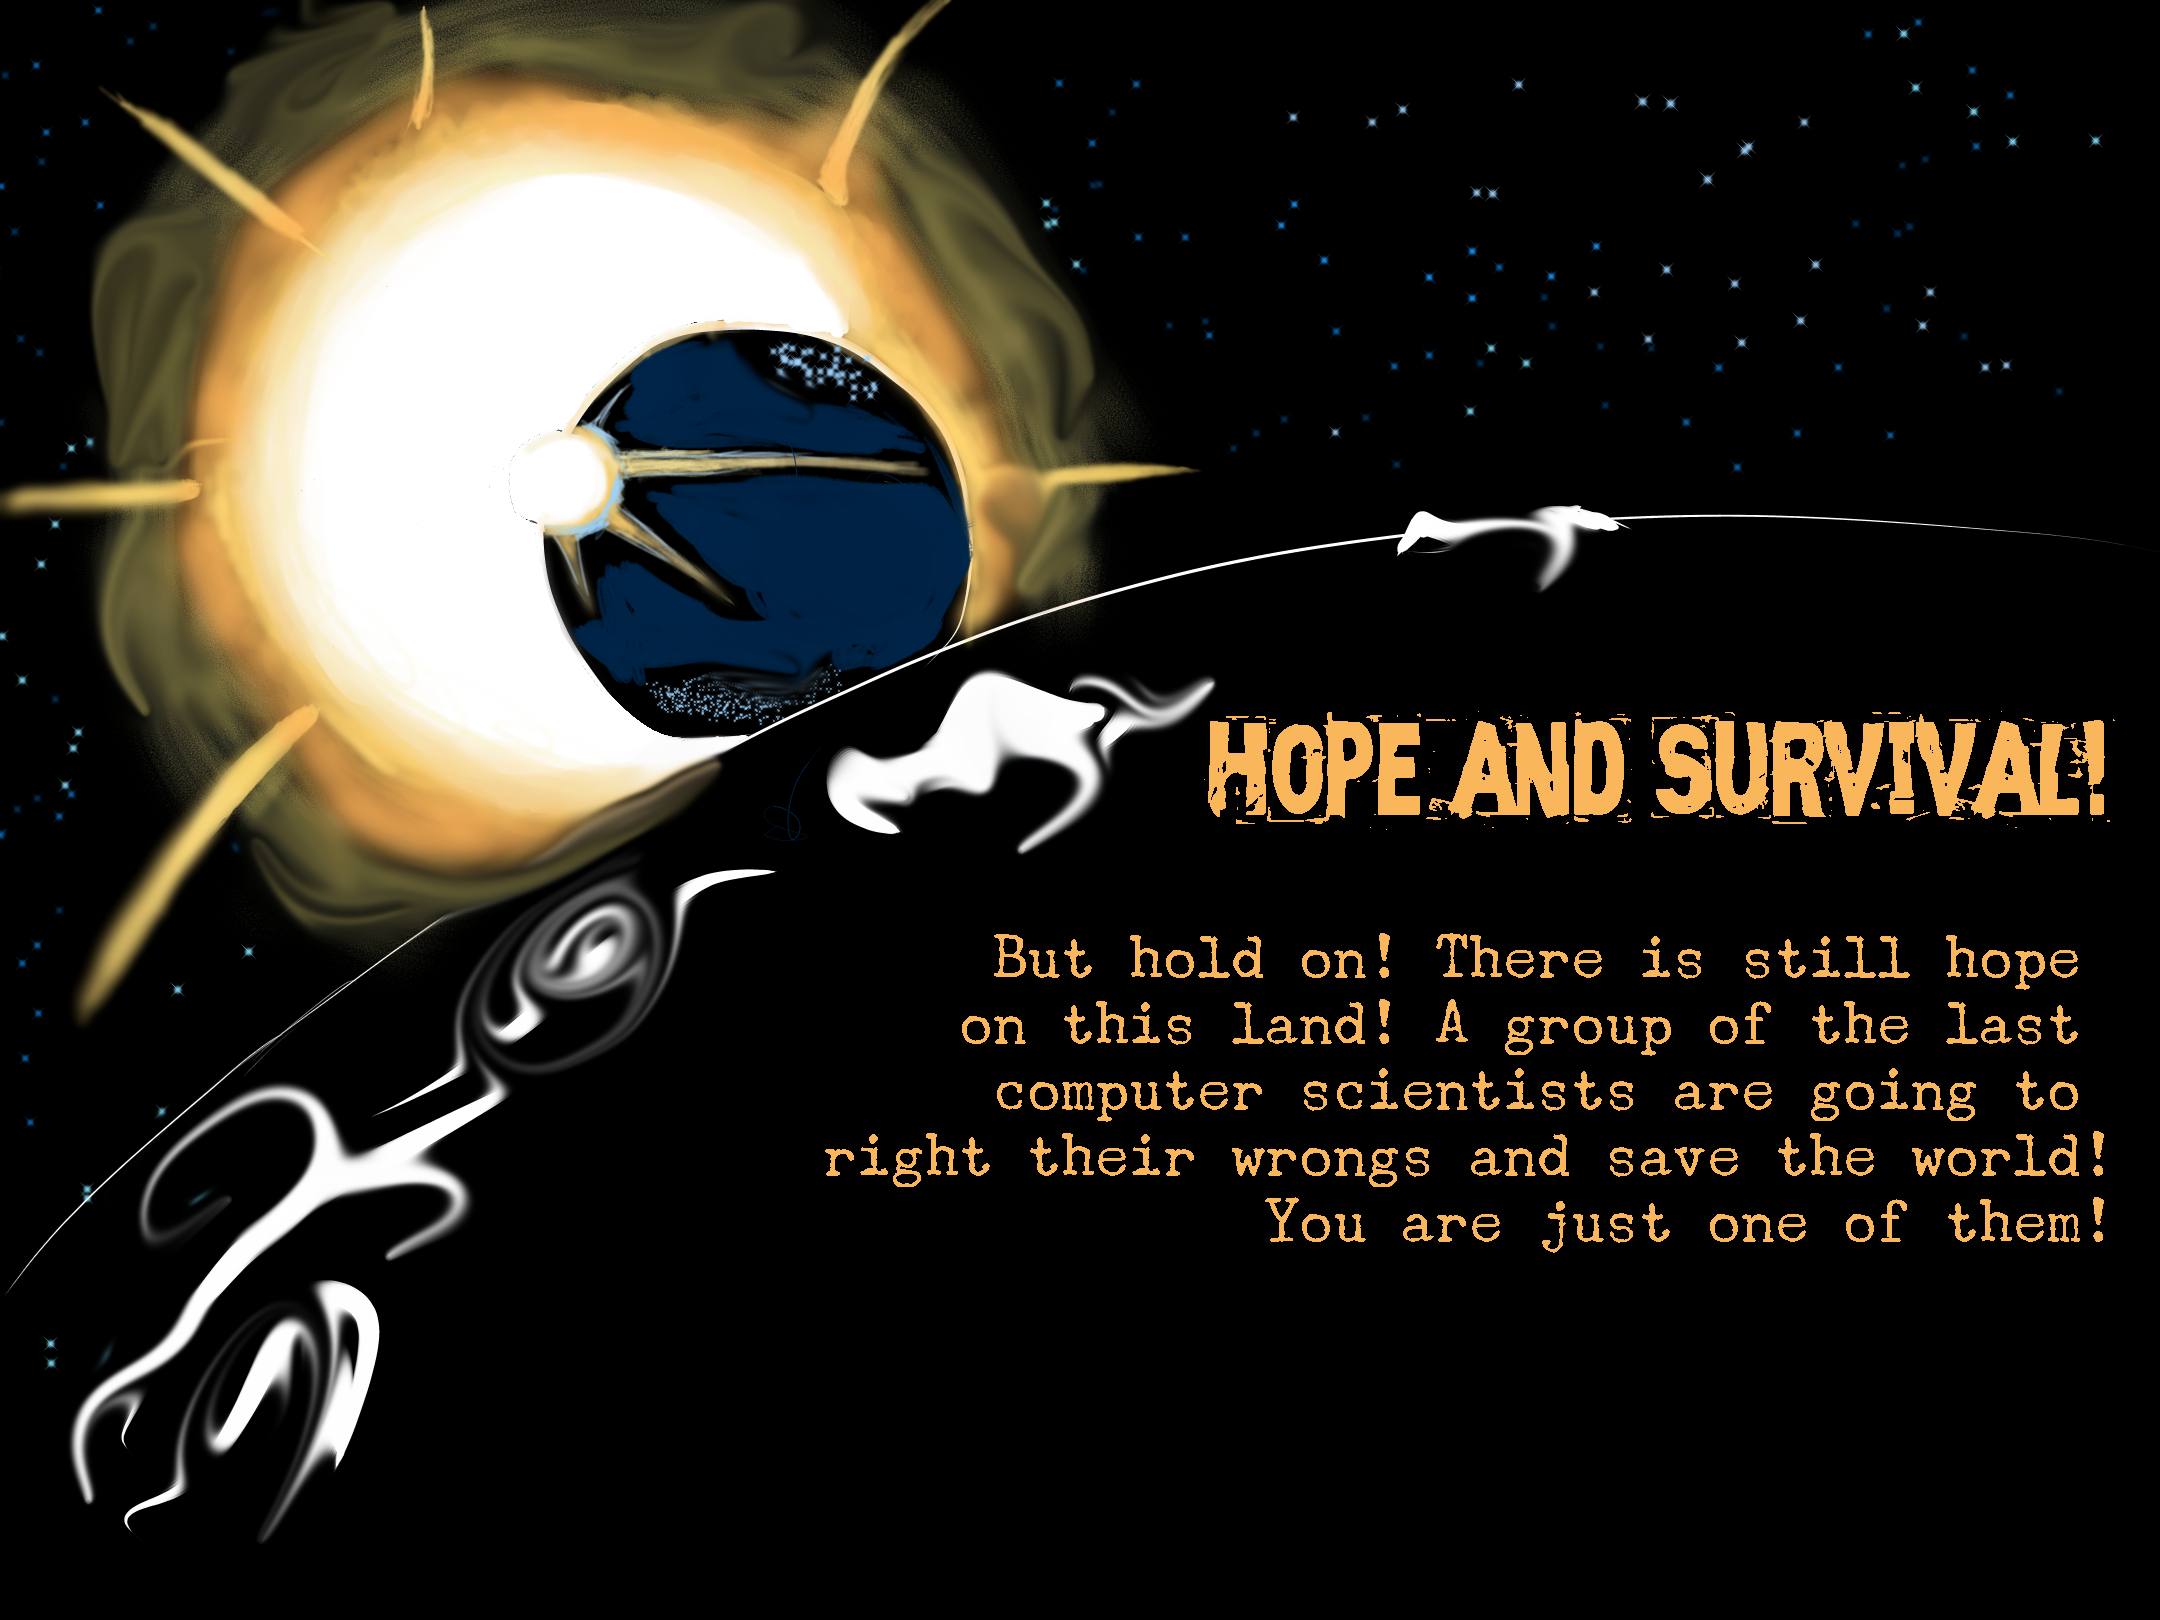 HOPE AND SURVIVAL!
But hold on! There is still hope
on this land! A group of the last
computer scientists are going to
right their wrongs and save the world!
You are just one of them!